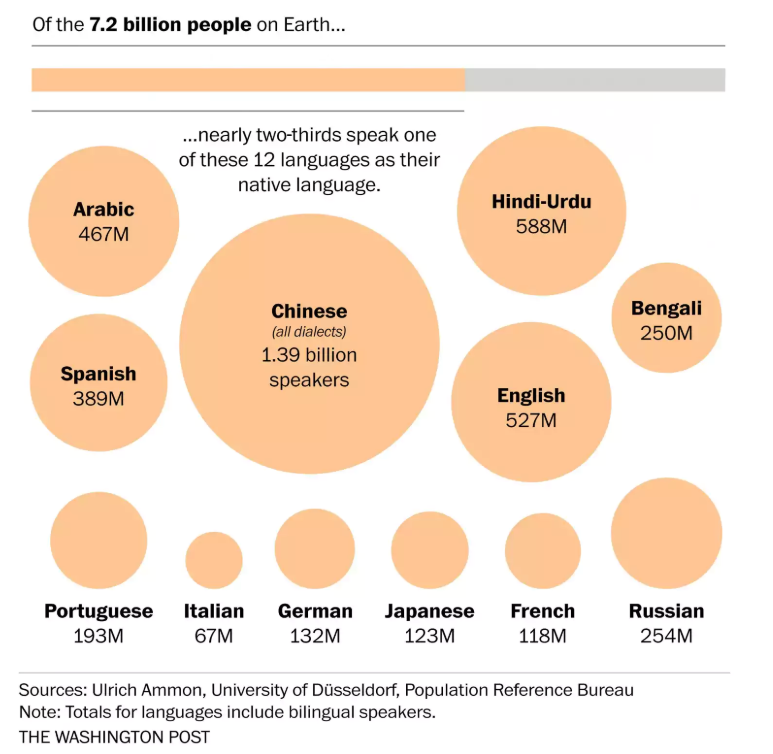 Of the 7.2 billion people on Earth...
...nearly two-thirds speak one
of these 12 languages as their
native language.
Arabic
467M
Hindi-Urdu
588M
Chinese
(all dialects)
1.39 billion
speakers
Bengali
250M
Spanish
389M
English
527M
Portuguese
193M
Italian
67M
German
132M
Japanese
123M
French
118M
Russian
254M
Sources: Ulrich Ammon, University of Düsseldorf, Population Reference Bureau
Note: Totals for languages include bilingual speakers.
THE WASHINGTON POST